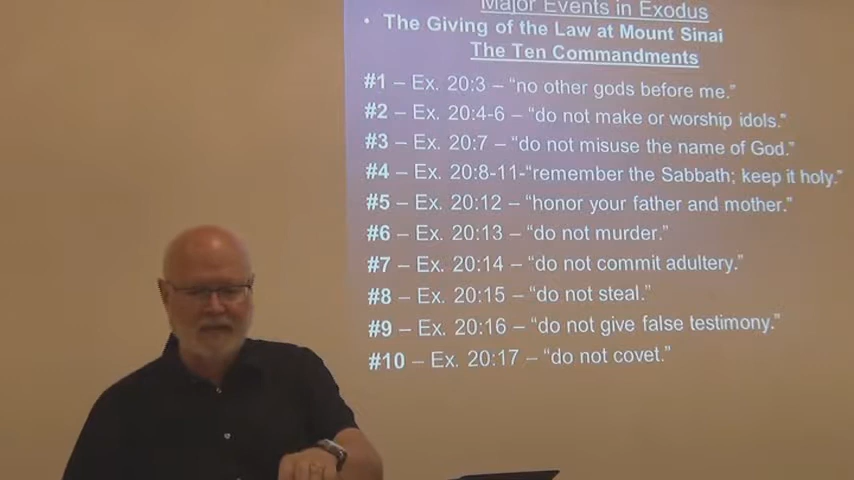 Major Events in Exodus
• The Giving of the Law at Mount Sinai
The Ten Commandments
#1 – Ex. 20:3 – “no other gods before me.”
#2 – Ex. 20:4-6 – “do not make or worship idols.”
#3 – Ex. 20:7 – “do not misuse the name of God.”
#4 – Ex. 20:8-11-“remember the Sabbath; keep it holy.”
#5 – Ex. 20:12 – “honor your father and mother.”
#6 – Ex. 20:13 – “do not murder.”
#7 – Ex. 20:14 – “do not commit adultery.”
#8 – Ex. 20:15 – “do not steal.”
#9 – Ex. 20:16 – “do not give false testimony.”
#10 – Ex. 20:17 – “do not covet.”